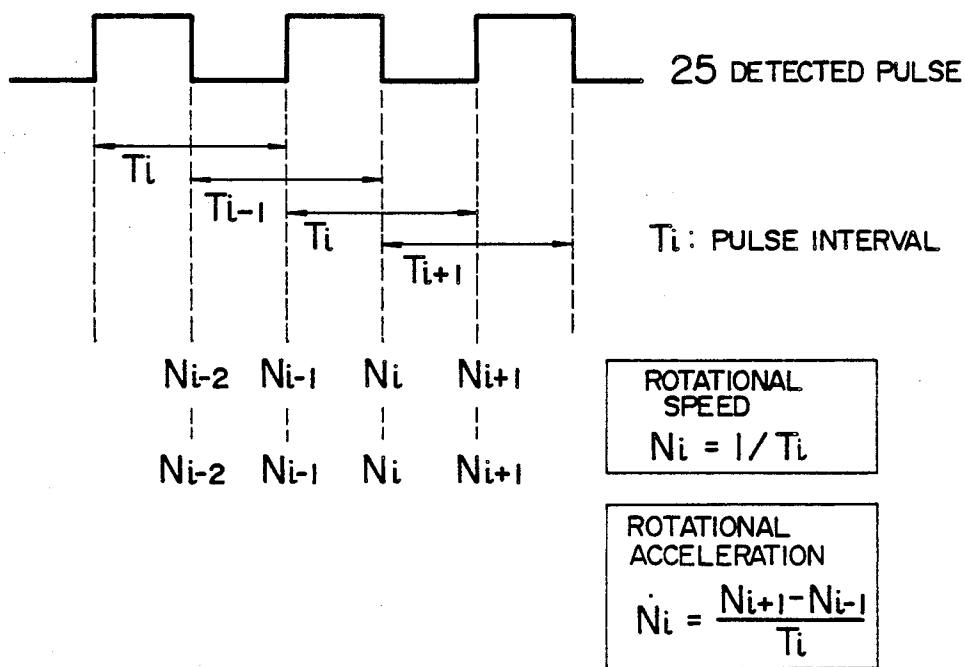 25 DETECTED PULSE
Ti
Ti-1
Ti
Ti+1
Ti : PULSE INTERVAL
Ni-2 Ni-1 Ni Ni+1
Ni-2 Ni-1 Ni Ni+1
ROTATIONAL
SPEED
Ni = 1 / Ti
ROTATIONAL
ACCELERATION
Ṅi = Ni+1-Ni-1 / Ti